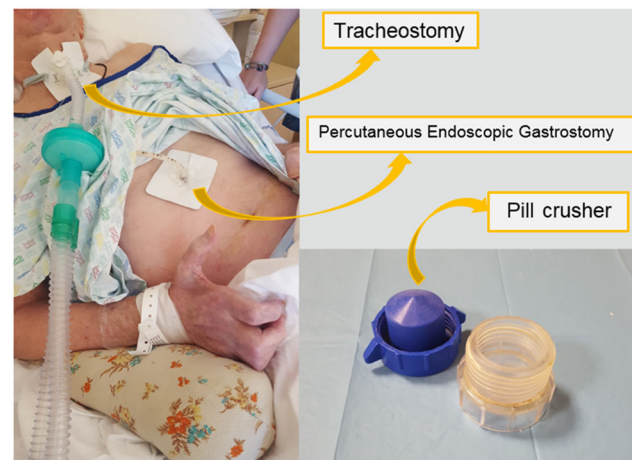 Tracheostomy
Percutaneous Endoscopic Gastrostomy
Pill crusher